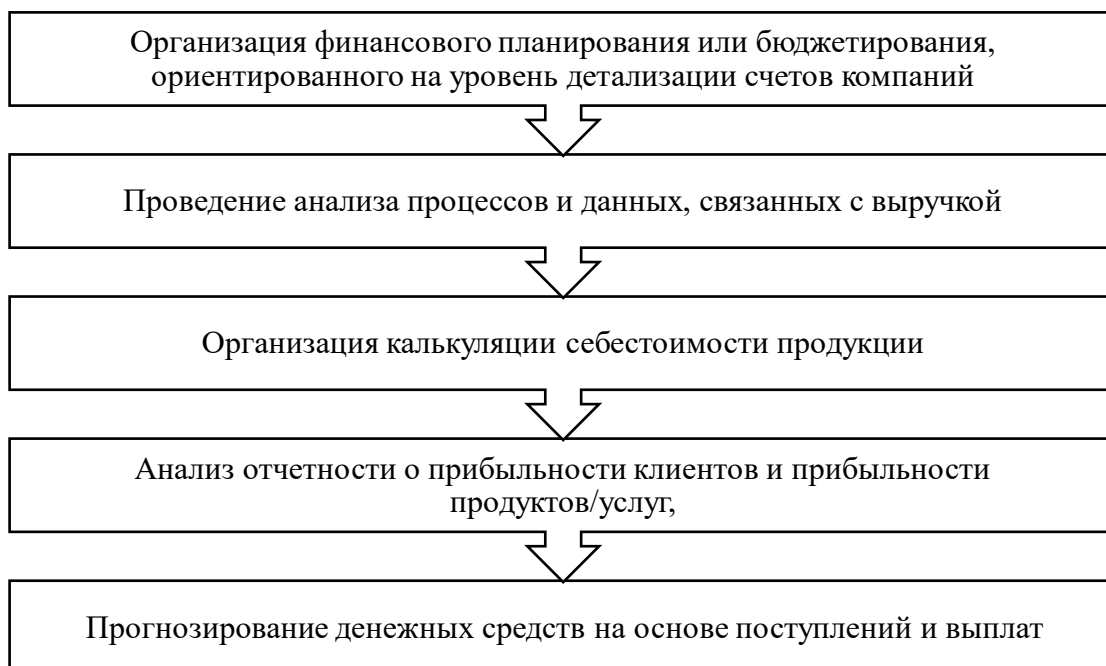 Организация финансового планирования или бюджетирования,
ориентированного на уровень детализации счетов компаний
Проведение анализа процессов и данных, связанных с выручкой
Организация калькуляции себестоимости продукции
Анализ отчетности о прибыльности клиентов и прибыльности
продуктов/услуг,
Прогнозирование денежных средств на основе поступлений и выплат